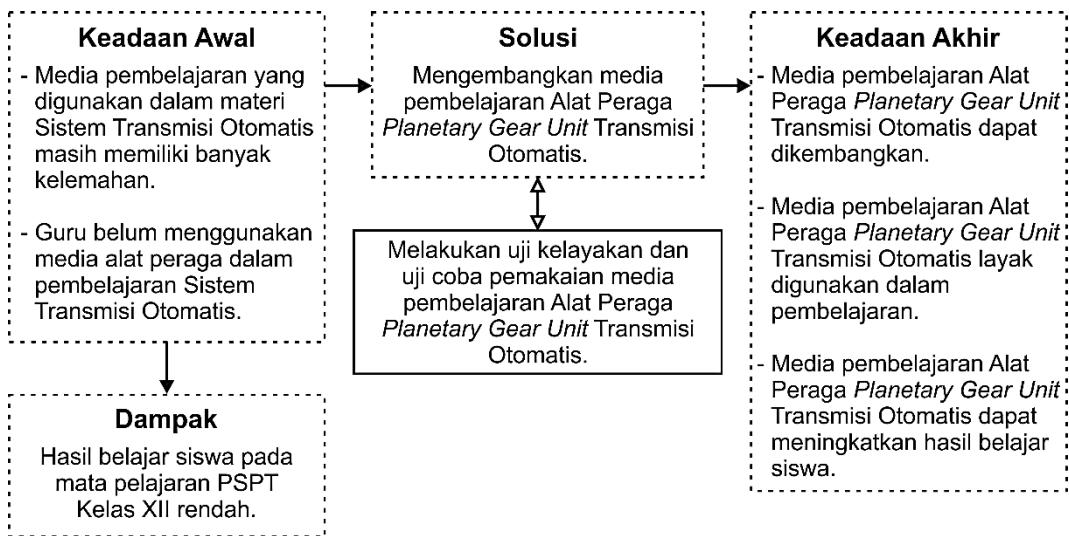 Keadaan Awal
- Media pembelajaran yang
digunakan dalam materi
Sistem Transmisi Otomatis
masih memiliki banyak
kelemahan.
- Guru belum menggunakan
media alat peraga dalam
pembelajaran Sistem
Transmisi Otomatis.
Dampak
Hasil belajar siswa pada
mata pelajaran PSPT
Kelas XII rendah.
Solusi
Mengembangkan media
pembelajaran Alat Peraga
Planetary Gear Unit Transmisi
Otomatis.
Melakukan uji kelayakan dan
uji coba pemakaian media
pembelajaran Alat Peraga
Planetary Gear Unit Transmisi
Otomatis.
Keadaan Akhir
- Media pembelajaran Alat
Peraga Planetary Gear Unit
Transmisi Otomatis dapat
dikembangkan.
- Media pembelajaran Alat
Peraga Planetary Gear Unit
Transmisi Otomatis layak
digunakan dalam
pembelajaran.
- Media pembelajaran Alat
Peraga Planetary Gear Unit
Transmisi Otomatis dapat
meningkatkan hasil belajar
siswa.